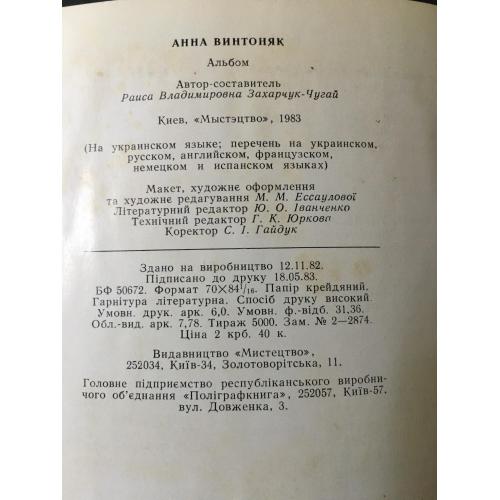 АННА ВИНТОНЯК
Альбом
Автор-составитель
Раиса Владимировна Захарчук-Чугай
Киев, «Мыстэцтво», 1983
(На украинском языке; перечень на украинском,
русском, английском, французском,
немецком и испанском языках)
Макет, художнє оформлення
та художнє редагування М. М. Ессаулової
Літературний редактор Ю. О. Іванченко
Технічний редактор Г. К. Юркова
Коректор С. І. Гайдук
Здано на виробництво 12.11.82.
Підписано до друку 18.05.83.
БФ 50672. Формат 70×84¹/₁₆. Папір крейдяний.
Гарнітура літературна. Спосіб друку високий.
Умовн. друк. арк. 6,0. Умовн. ф.-відб. 31,36.
Обл.-вид. арк. 7,78. Тираж 5000. Зам. № 2—2874.
Ціна 2 крб. 40 к.
Видавництво «Мистецтво»,
252034, Київ-34, Золотоворітська, 11.
Головне підприємство республіканського виробни-
чого об'єднання «Поліграфкнига», 252057, Київ-57,
вул. Довженка, 3.